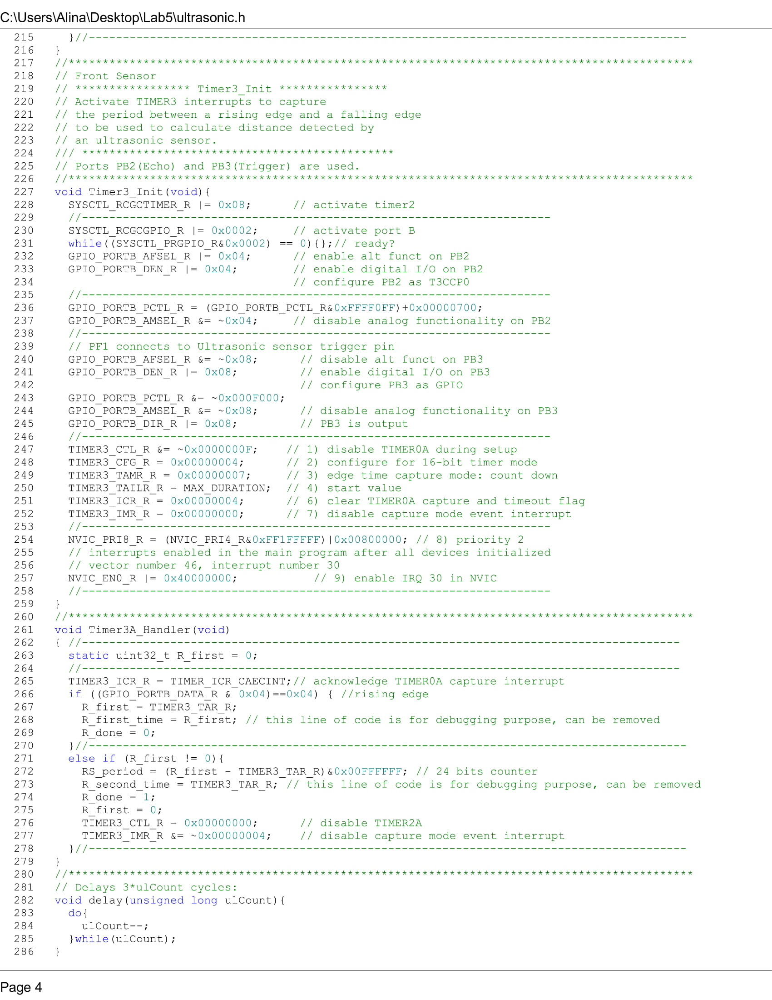 C:\Users\Alina\Desktop\Lab5\ultrasonic.h
215     }//----------------------------------------------------------------------------------------
216   }
217   //********************************************************************************************
218   // Front Sensor
219   // ***************** Timer3_Init ****************
220   // Activate TIMER3 interrupts to capture
221   // the period between a rising edge and a falling edge
222   // to be used to calculate distance detected by
223   // an ultrasonic sensor.
224   /// **********************************************
225   // Ports PB2(Echo) and PB3(Trigger) are used.
226   //********************************************************************************************
227   void Timer3_Init(void){
228     SYSCTL_RCGCTIMER_R |= 0x08;      // activate timer2
229     //---------------------------------------------------------------------
230     SYSCTL_RCGCGPIO_R |= 0x0002;     // activate port B
231     while((SYSCTL_PRGPIO_R&0x0002) == 0){};// ready?
232     GPIO_PORTB_AFSEL_R |= 0x04;      // enable alt funct on PB2
233     GPIO_PORTB_DEN_R |= 0x04;        // enable digital I/O on PB2
234                                      // configure PB2 as T3CCP0
235     //---------------------------------------------------------------------
236     GPIO_PORTB_PCTL_R = (GPIO_PORTB_PCTL_R&0xFFFF0FF)+0x00000700;
237     GPIO_PORTB_AMSEL_R &= ~0x04;     // disable analog functionality on PB2
238     //---------------------------------------------------------------------
239     // PF1 connects to Ultrasonic sensor trigger pin
240     GPIO_PORTB_AFSEL_R &= ~0x08;      // disable alt funct on PB3
241     GPIO_PORTB_DEN_R |= 0x08;         // enable digital I/O on PB3
242                                       // configure PB3 as GPIO
243     GPIO_PORTB_PCTL_R &= ~0x000F000;
244     GPIO_PORTB_AMSEL_R &= ~0x08;      // disable analog functionality on PB3
245     GPIO_PORTB_DIR_R |= 0x08;         // PB3 is output
246     //---------------------------------------------------------------------
247     TIMER3_CTL_R &= ~0x0000000F;    // 1) disable TIMER0A during setup
248     TIMER3_CFG_R = 0x00000004;      // 2) configure for 16-bit timer mode
249     TIMER3_TAMR_R = 0x00000007;     // 3) edge time capture mode: count down
250     TIMER3_TAILR_R = MAX_DURATION;  // 4) start value
251     TIMER3_ICR_R = 0x00000004;      // 6) clear TIMER0A capture and timeout flag
252     TIMER3_IMR_R = 0x00000000;      // 7) disable capture mode event interrupt
253     //---------------------------------------------------------------------
254     NVIC_PRI8_R = (NVIC_PRI4_R&0xFF1FFFFF)|0x00800000; // 8) priority 2
255     // interrupts enabled in the main program after all devices initialized
256     // vector number 46, interrupt number 30
257     NVIC_EN0_R |= 0x40000000;           // 9) enable IRQ 30 in NVIC
258     //---------------------------------------------------------------------
259   }
260   //********************************************************************************************
261   void Timer3A_Handler(void)
262   { //----------------------------------------------------------------------------------------
263     static uint32_t R_first = 0;
264     //----------------------------------------------------------------------------------------
265     TIMER3_ICR_R = TIMER_ICR_CAECINT;// acknowledge TIMER0A capture interrupt
266     if ((GPIO_PORTB_DATA_R & 0x04)==0x04) { //rising edge
267       R_first = TIMER3_TAR_R;
268       R_first_time = R_first; // this line of code is for debugging purpose, can be removed
269       R_done = 0;
270     }//----------------------------------------------------------------------------------------
271     else if (R_first != 0){
272       RS_period = (R_first - TIMER3_TAR_R)&0x00FFFFFF; // 24 bits counter
273       R_second_time = TIMER3_TAR_R; // this line of code is for debugging purpose, can be removed
274       R_done = 1;
275       R_first = 0;
276       TIMER3_CTL_R = 0x00000000;      // disable TIMER2A
277       TIMER3_IMR_R &= ~0x00000004;    // disable capture mode event interrupt
278     }//----------------------------------------------------------------------------------------
279   }
280   //********************************************************************************************
281   // Delays 3*ulCount cycles:
282   void delay(unsigned long ulCount){
283     do{
284       ulCount--;
285     }while(ulCount);
286   }
Page 4